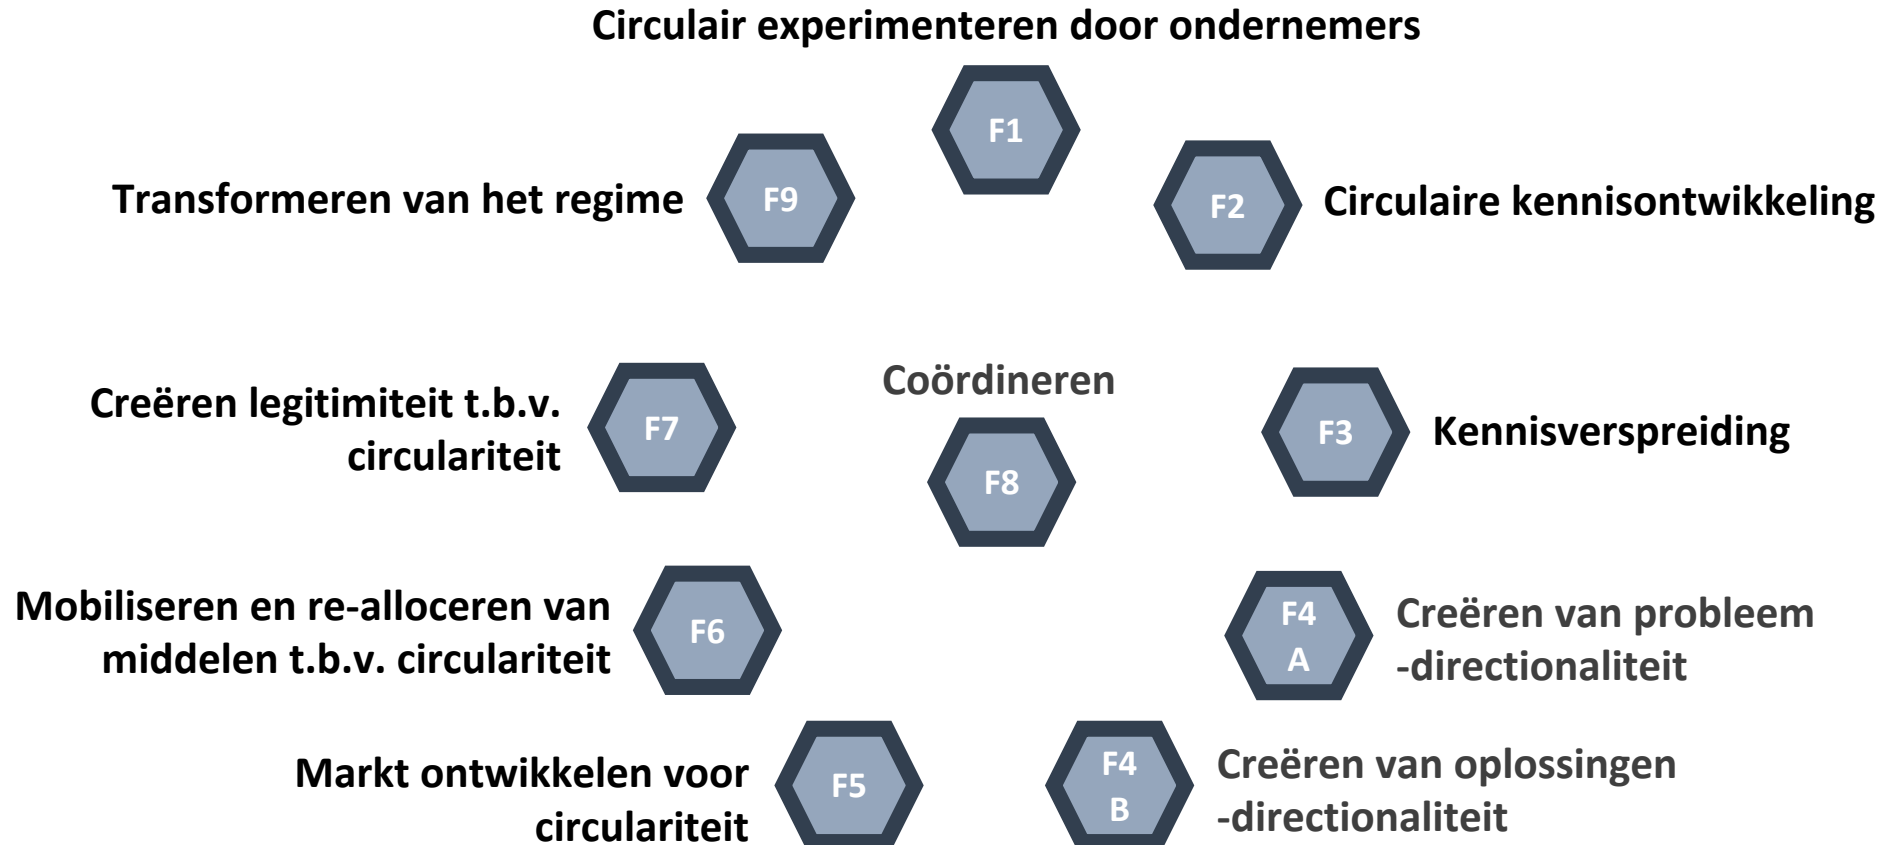 Circulair experimenteren door ondernemers
F1
Transformeren van het regime
F9
F2
Circulaire kennisontwikkeling
Creëren legitimiteit t.b.v.
circulariteit
F7
Coördineren
F8
F3
Kennisverspreiding
Mobiliseren en re-alloceren van
middelen t.b.v. circulariteit
F6
F4
A
Creëren van probleem
-directionaliteit
Markt ontwikkelen voor
circulariteit
F5
F4
B
Creëren van oplossingen
-directionaliteit